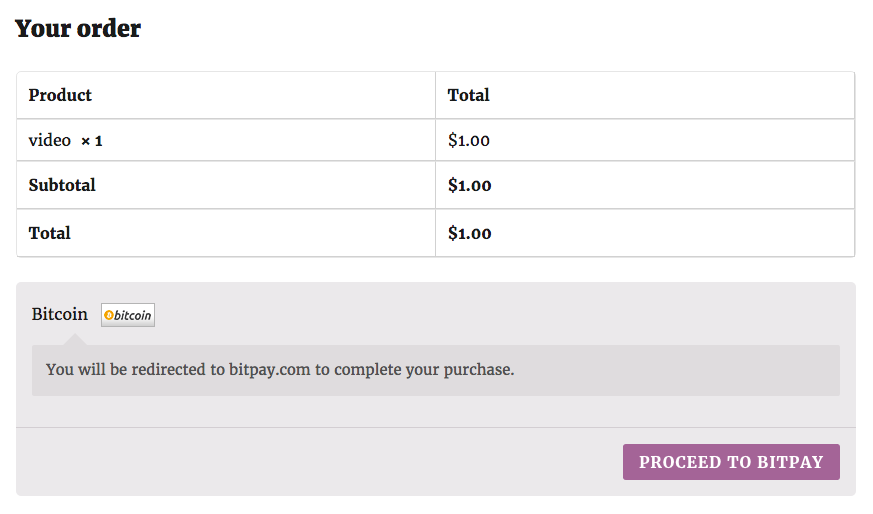 Your order
Product Total
video × 1 $1.00
Subtotal $1.00
Total $1.00
Bitcoin bitcoin
You will be redirected to bitpay.com to complete your purchase.
PROCEED TO BITPAY